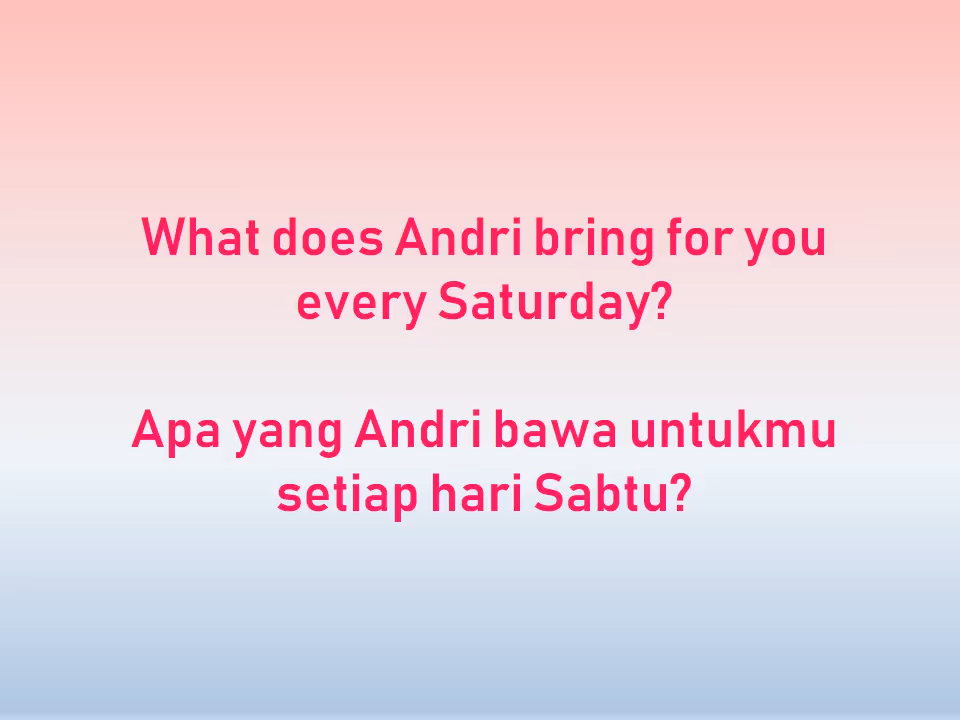 What does Andri bring for you
every Saturday?
Apa yang Andri bawa untukmu
setiap hari Sabtu?